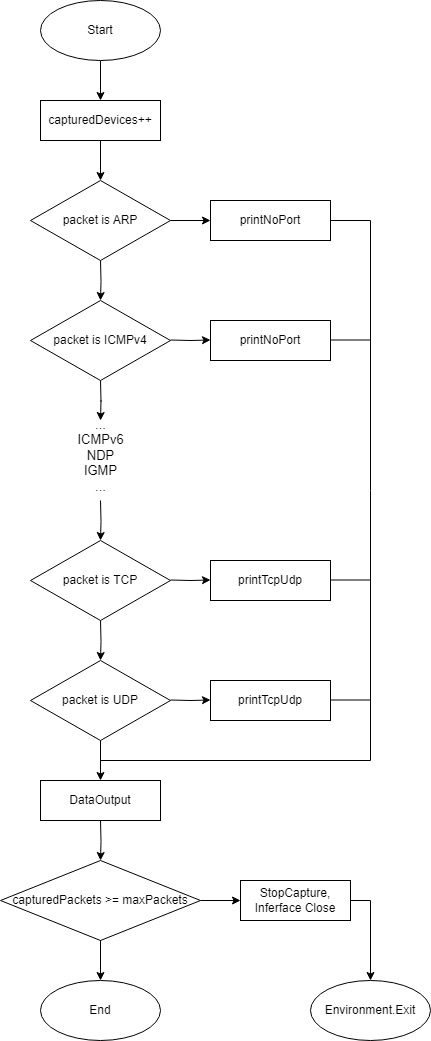 Start
capturedDevices++
packet is ARP
printNoPort
packet is ICMPv4
printNoPort
...
ICMPv6
NDP
IGMP
...
packet is TCP
printTcpUdp
packet is UDP
printTcpUdp
DataOutput
capturedPackets >= maxPackets
StopCapture,
Inferface Close
End
Environment.Exit